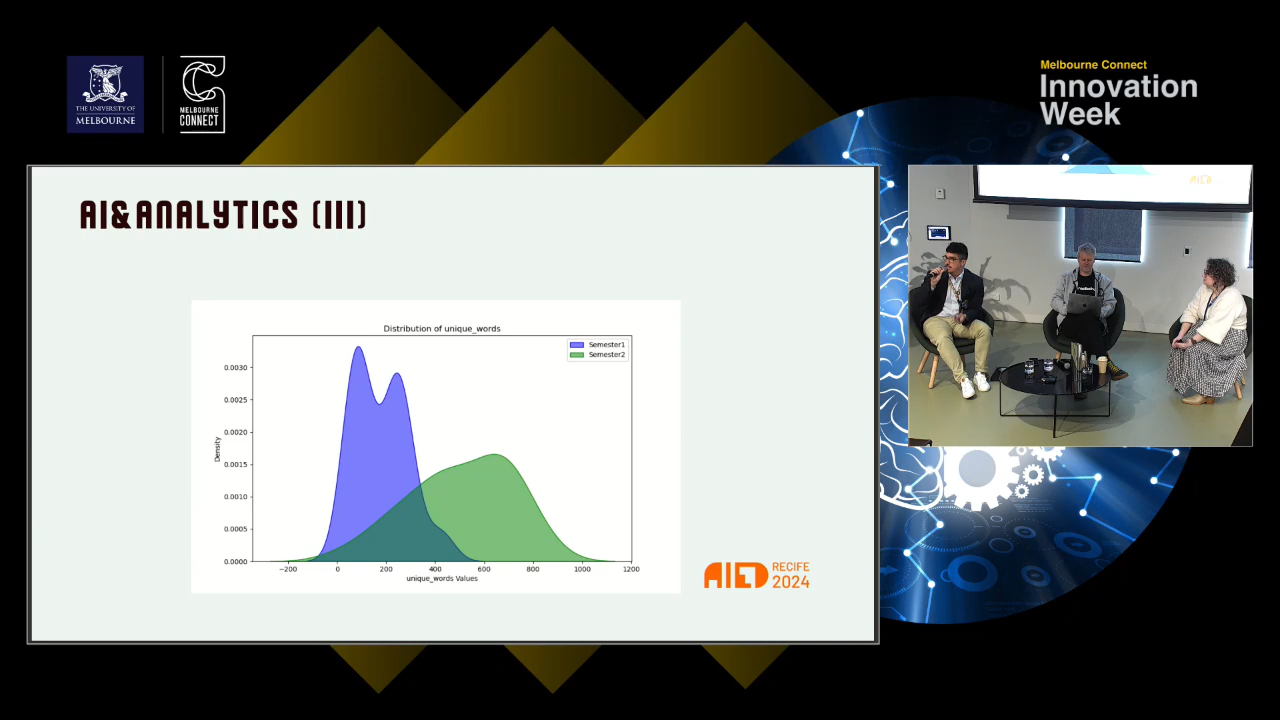 THE UNIVERSITY OF
MELBOURNE
MELBOURNE
CONNECT
Melbourne Connect
Innovation
Week
AI&ANALYTICS (III)
Distribution of unique_words
Semester1
Semester2
0.0030
0.0025
0.0020
0.0015
0.0010
0.0005
0.0000
Density
−200
0
200
400
600
800
1000
1200
unique_words Values
AIED
RECIFE
2024